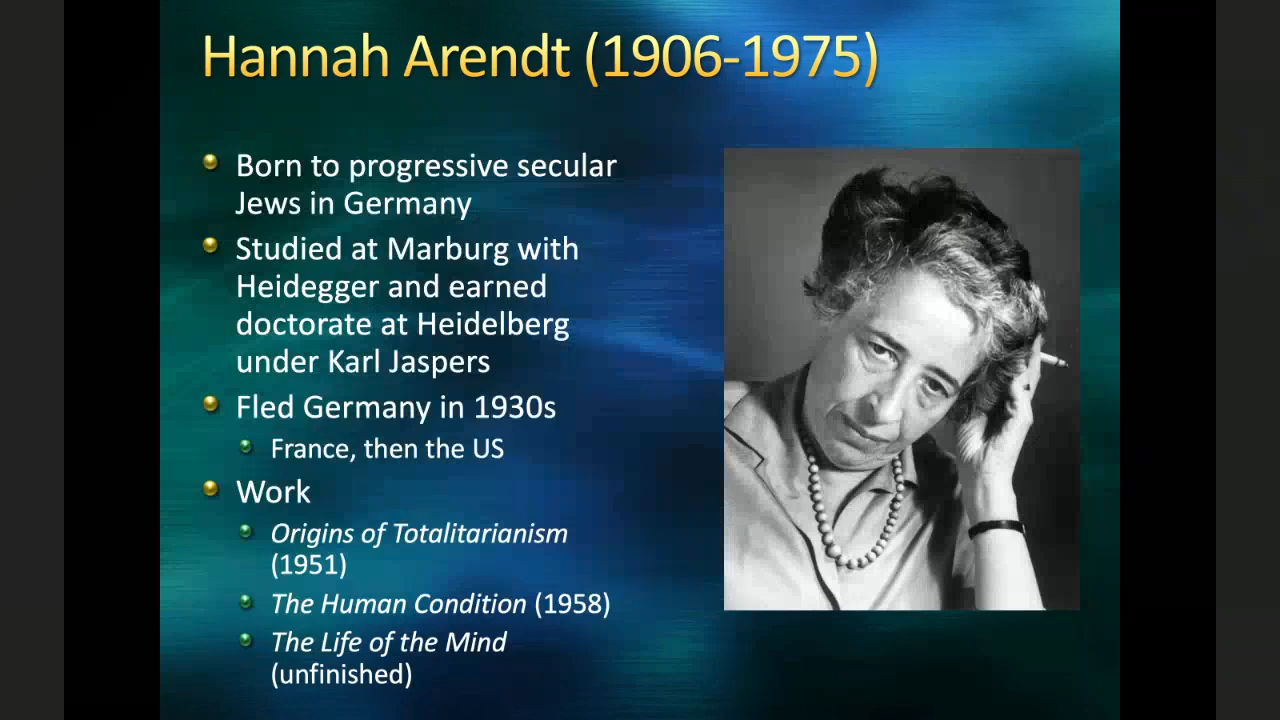 Hannah Arendt (1906-1975)
Born to progressive secular
Jews in Germany
Studied at Marburg with
Heidegger and earned
doctorate at Heidelberg
under Karl Jaspers
Fled Germany in 1930s
France, then the US
Work
Origins of Totalitarianism
(1951)
The Human Condition (1958)
The Life of the Mind
(unfinished)